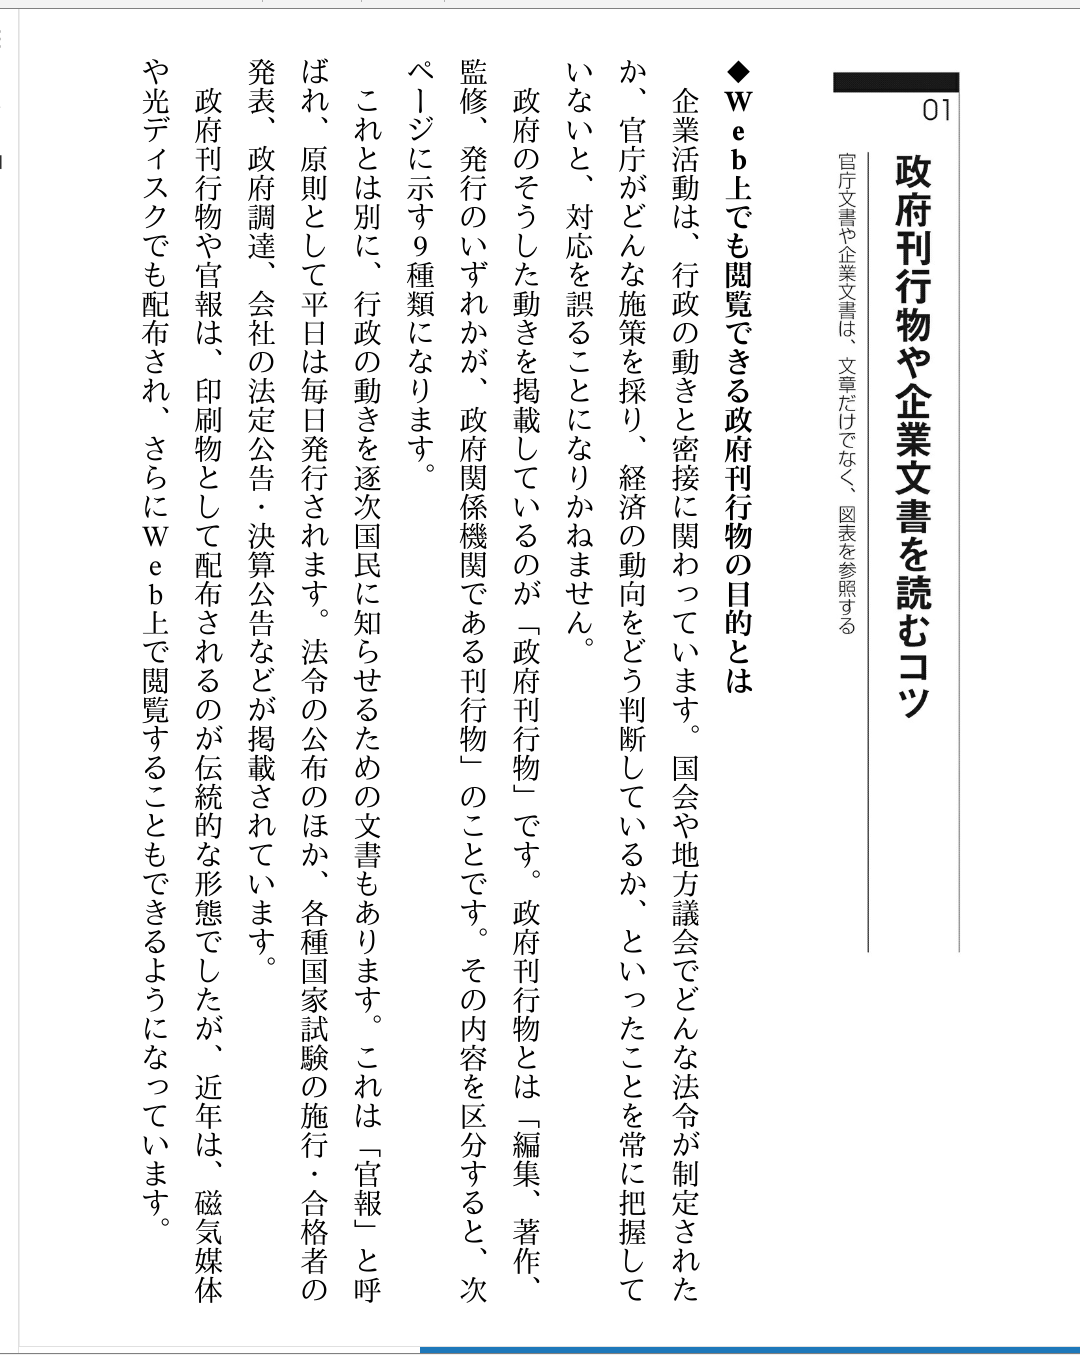 01
政府刊行物や企業文書を読むコツ
官庁文書や企業文書は、文章だけでなく、図表を参照する
◆Web上でも閲覧できる政府刊行物の目的とは
企業活動は、行政の動きと密接に関わっています。国会や地方議会でどんな法令が制定された
か、官庁がどんな施策を採り、経済の動向をどう判断しているか、といったことを常に把握して
いないと、対応を誤ることになりかねません。
政府のそうした動きを掲載しているのが「政府刊行物」です。政府刊行物とは「編集、著作、
監修、発行のいずれかが、政府関係機関である刊行物」のことです。その内容を区分すると、次
ページに示す9種類になります。
これとは別に、行政の動きを逐次国民に知らせるための文書もあります。これは「官報」と呼
ばれ、原則として平日は毎日発行されます。法令の公布のほか、各種国家試験の施行・合格者の
発表、政府調達、会社の法定公告・決算公告などが掲載されています。
政府刊行物や官報は、印刷物として配布されるのが伝統的な形態でしたが、近年は、磁気媒体
や光ディスクでも配布され、さらにWeb上で閲覧することもできるようになっています。